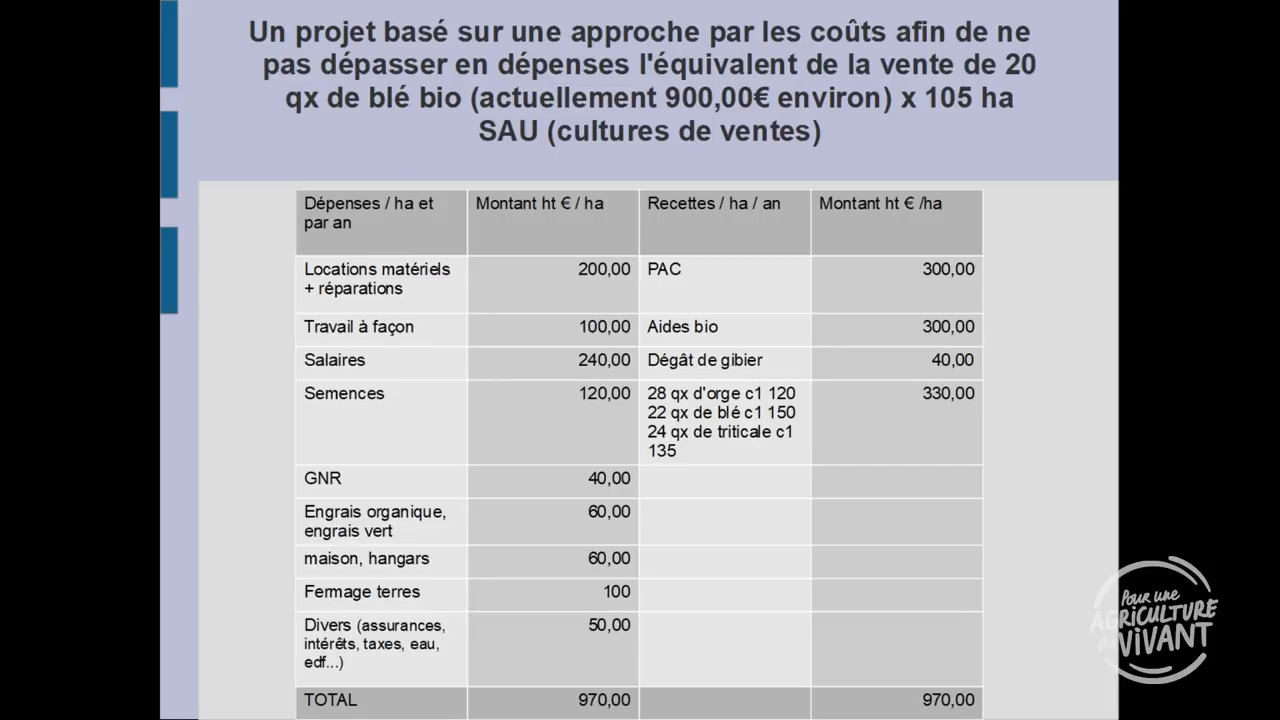 Un projet basé sur une approche par les coûts afin de ne
pas dépasser en dépenses l'équivalent de la vente de 20
qx de blé bio (actuellement 900,00€ environ) x 105 ha
SAU (cultures de ventes)
Dépenses / ha et
par an
Montant ht € / ha
Recettes / ha / an
Montant ht € /ha
Locations matériels
+ réparations
200,00
PAC
300,00
Travail à façon
100,00
Aides bio
300,00
Salaires
240,00
Dégât de gibier
40,00
Semences
120,00
28 qx d'orge c1 120
22 qx de blé c1 150
24 qx de triticale c1
135
330,00
GNR
40,00
Engrais organique,
engrais vert
60,00
maison, hangars
60,00
Fermage terres
100
Divers (assurances,
intérêts, taxes, eau,
edf...)
50,00
TOTAL
970,00
970,00
Pour une
AGRICULTURE
du ViVANT